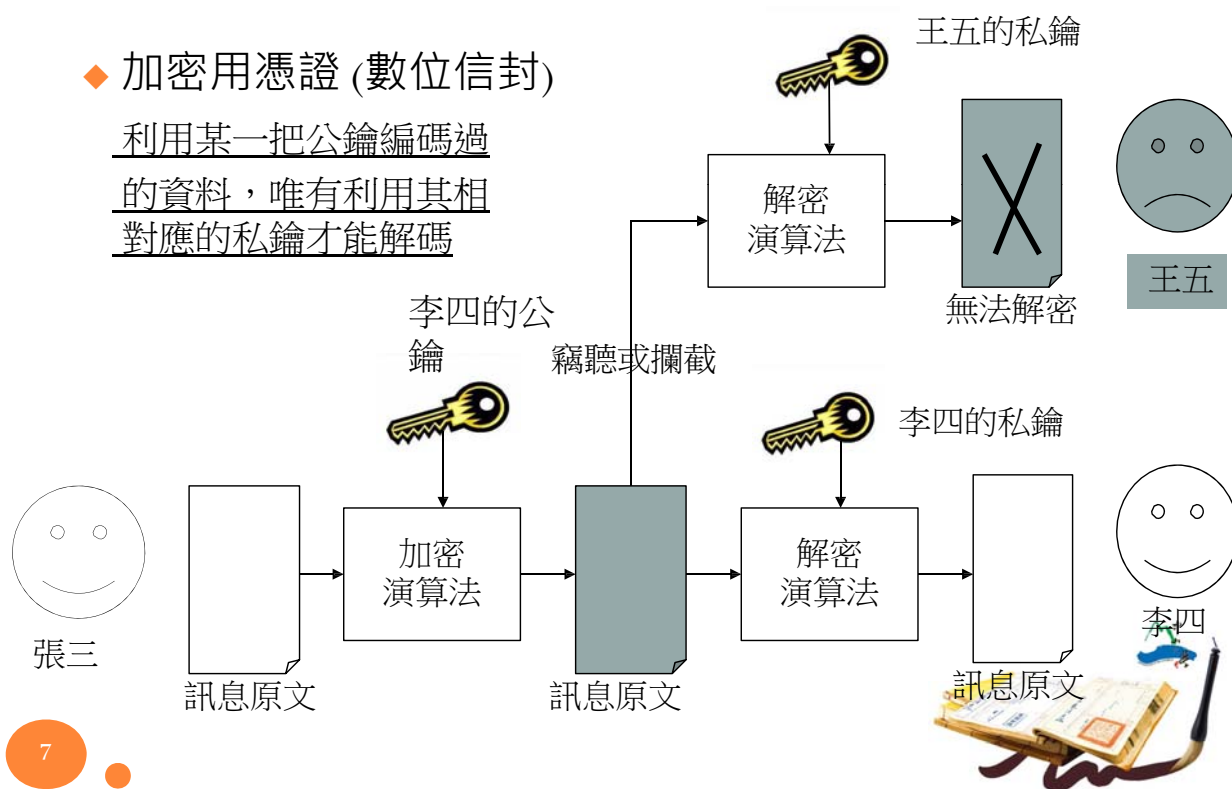 加密用憑證 (數位信封)
利用某一把公鑰編碼過
的資料，唯有利用其相
對應的私鑰才能解碼
王五的私鑰
解密
演算法
無法解密
王五
李四的公
鑰
竊聽或攔截
李四的私鑰
張三
訊息原文
加密
演算法
訊息原文
解密
演算法
訊息原文
李四
7